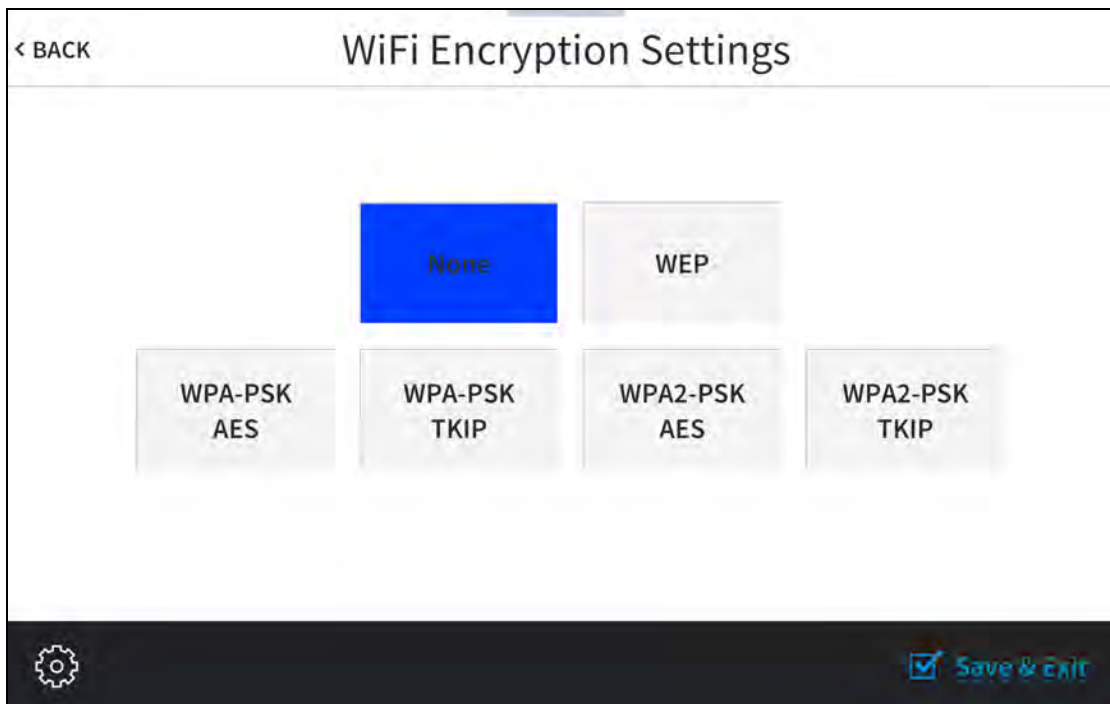 < BACK
WiFi Encryption Settings
None
WEP
WPA-PSK
AES
WPA-PSK
TKIP
WPA2-PSK
AES
WPA2-PSK
TKIP
Save & Exit